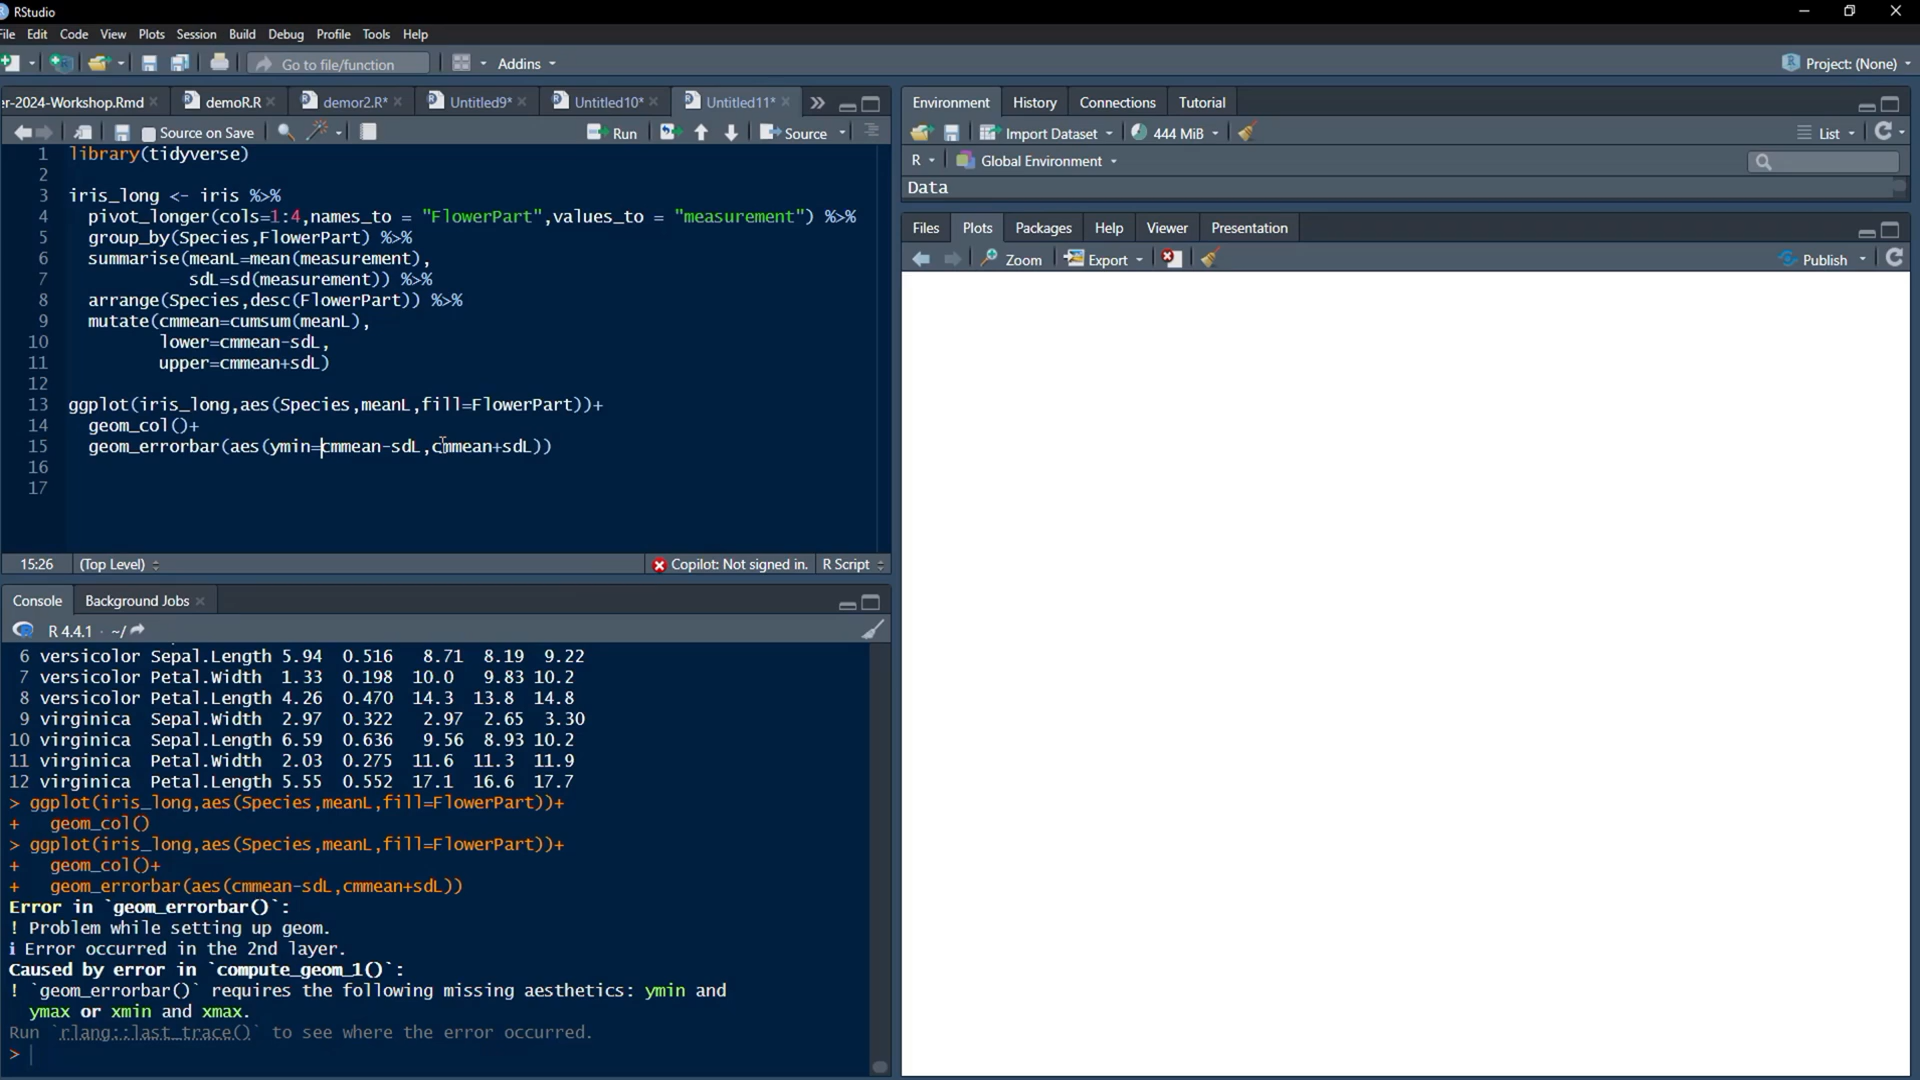 RStudio
File Edit Code View Plots Session Build Debug Profile Tools Help
Go to file/function Addins Project: (None)
er-2024-Workshop.Rmd demoR.R demor2.R* Untitled9* Untitled10* Untitled11*
Source on Save Run Source
1 library(tidyverse)
2
3 iris_long <- iris %>%
4 pivot_longer(cols=1:4,names_to = "FlowerPart",values_to = "measurement") %>%
5 group_by(Species,FlowerPart) %>%
6 summarise(meanL=mean(measurement),
7 sdL=sd(measurement)) %>%
8 arrange(Species,desc(FlowerPart)) %>%
9 mutate(cmmean=cumsum(meanL),
10 lower=cmmean-sdL,
11 upper=cmmean+sdL)
12
13 ggplot(iris_long,aes(Species,meanL,fill=FlowerPart))+
14 geom_col()+
15 geom_errorbar(aes(ymin=cmmean-sdL,cmmean+sdL))
16
17
15:26 (Top Level) Copilot: Not signed in. R Script
Console Background Jobs
R 4.4.1 · ~/
6 versicolor Sepal.Length 5.94 0.516 8.71 8.19 9.22
7 versicolor Petal.Width 1.33 0.198 10.0 9.83 10.2
8 versicolor Petal.Length 4.26 0.470 14.3 13.8 14.8
9 virginica Sepal.Width 2.97 0.322 2.97 2.65 3.30
10 virginica Sepal.Length 6.59 0.636 9.56 8.93 10.2
11 virginica Petal.Width 2.03 0.275 11.6 11.3 11.9
12 virginica Petal.Length 5.55 0.552 17.1 16.6 17.7
> ggplot(iris_long,aes(Species,meanL,fill=FlowerPart))+
+ geom_col()
> ggplot(iris_long,aes(Species,meanL,fill=FlowerPart))+
+ geom_col()+
+ geom_errorbar(aes(cmmean-sdL,cmmean+sdL))
Error in `geom_errorbar()`:
! Problem while setting up geom.
i Error occurred in the 2nd layer.
Caused by error in `compute_geom_1()`:
! `geom_errorbar()` requires the following missing aesthetics: ymin and
ymax or xmin and xmax.
Run `rlang::last_trace()` to see where the error occurred.
>
Environment History Connections Tutorial
Import Dataset 444 MiB List
R Global Environment
Data
Files Plots Packages Help Viewer Presentation
Zoom Export Publish